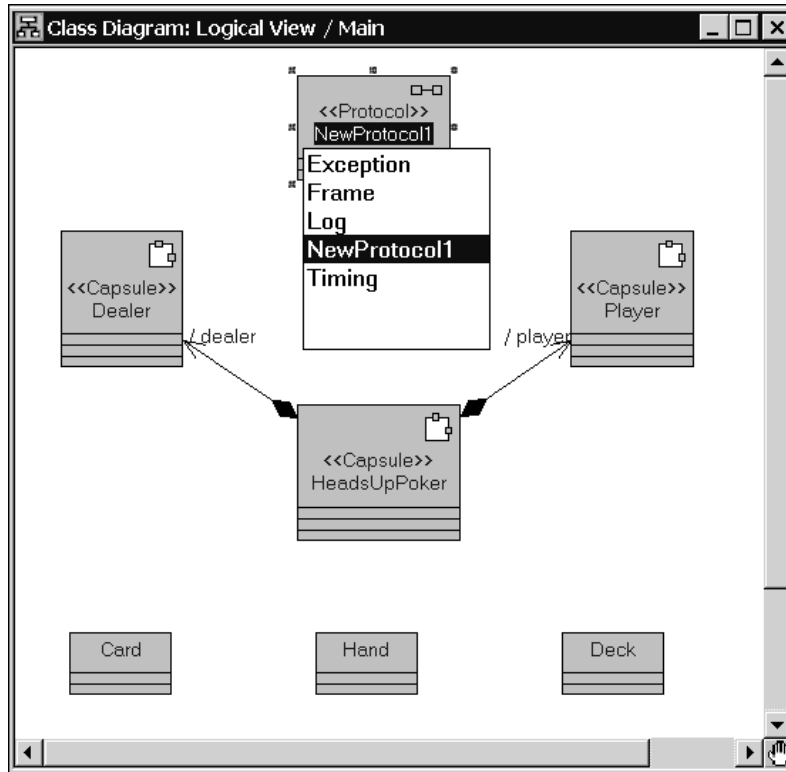 Class Diagram: Logical View / Main
<<Protocol>>
NewProtocol1
Exception
Frame
Log
NewProtocol1
Timing
<<Capsule>>
Dealer
<<Capsule>>
Player
/ dealer
/ player
<<Capsule>>
HeadsUpPoker
Card
Hand
Deck